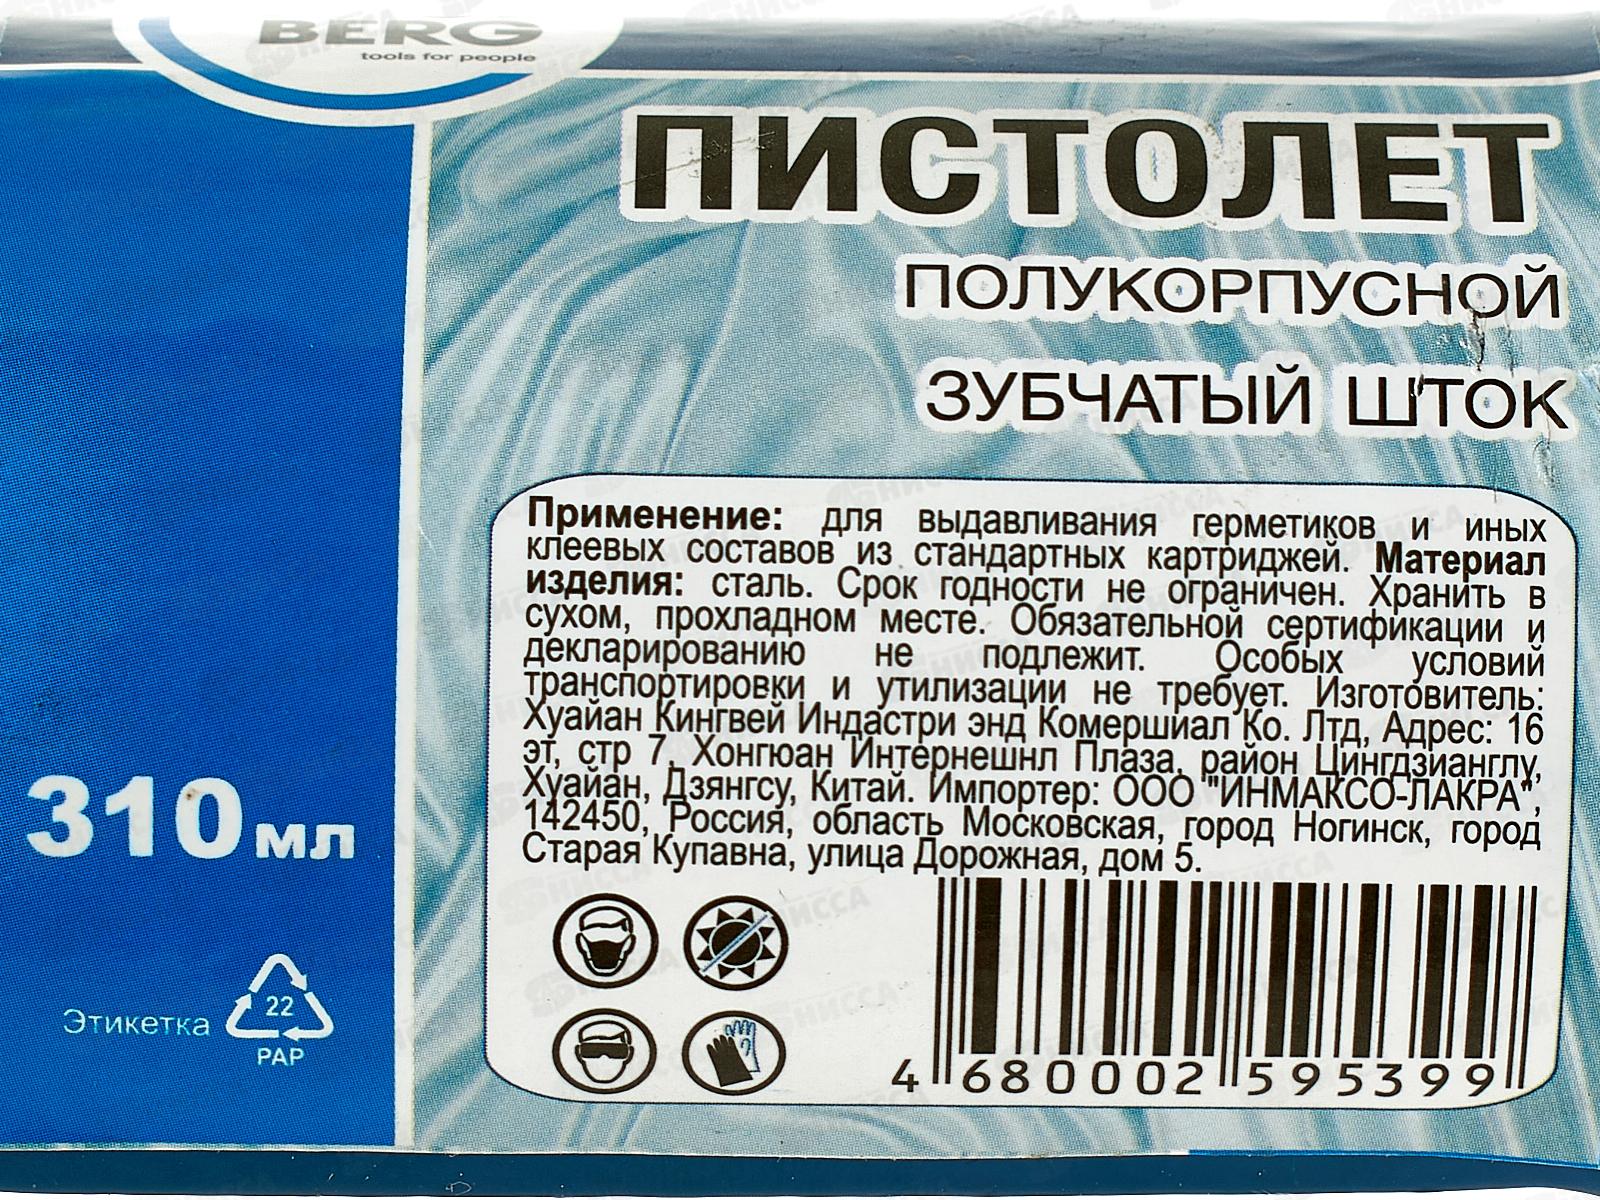 BERG
tools for people
ПИСТОЛЕТ
ПОЛУКОРПУСНОЙ
ЗУБЧАТЫЙ ШТОК
Применение: для выдавливания герметиков и иных
клеевых составов из стандартных картриджей. Материал
изделия: сталь. Срок годности не ограничен. Хранить в
сухом, прохладном месте. Обязательной сертификации и
декларированию не подлежит. Особых условий
транспортировки и утилизации не требует. Изготовитель:
Хуайан Кингвей Индастри энд Комершиал Ко. Лтд, Адрес: 16
эт, стр 7, Хонгюан Интернешнл Плаза, район Цингдзианглу,
Хуайан, Дзянгсу, Китай. Импортер: ООО "ИНМАКСО-ЛАКРА",
142450, Россия, область Московская, город Ногинск, город
Старая Купавна, улица Дорожная, дом 5.
310 мл
Этикетка
22
PAP
4 680002 595399